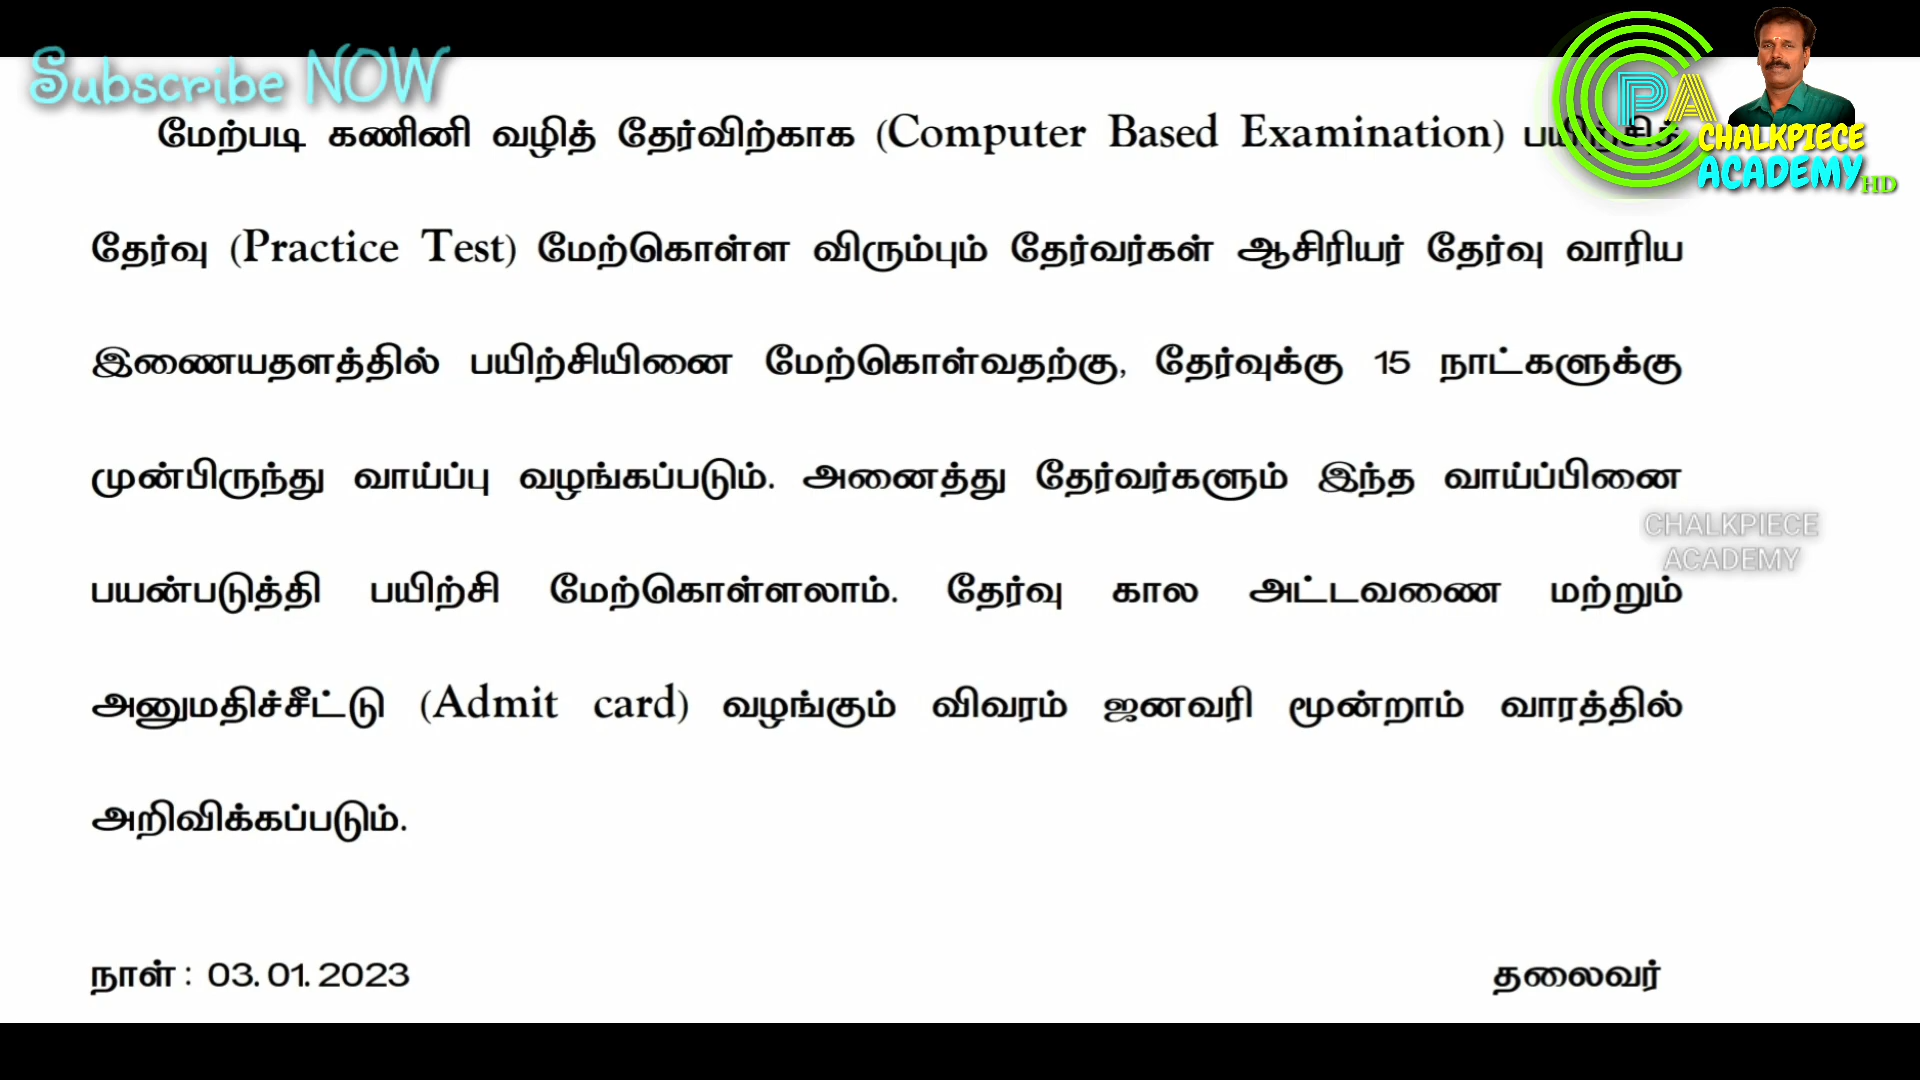 Subscribe NOW
PA
CHALKPIECE
ACADEMY HD
மேற்படி கணினி வழித் தேர்விற்காக (Computer Based Examination)
தேர்வு (Practice Test) மேற்கொள்ள விரும்பும் தேர்வர்கள் ஆசிரியர் தேர்வு வாரிய
இணையதளத்தில் பயிற்சியினை மேற்கொள்வதற்கு, தேர்வுக்கு 15 நாட்களுக்கு
முன்பிருந்து வாய்ப்பு வழங்கப்படும். அனைத்து தேர்வர்களும் இந்த வாய்ப்பினை
CHALKPIECE
ACADEMY
பயன்படுத்தி பயிற்சி மேற்கொள்ளலாம். தேர்வு கால அட்டவணை மற்றும்
அனுமதிச்சீட்டு (Admit card) வழங்கும் விவரம் ஜனவரி மூன்றாம் வாரத்தில்
அறிவிக்கப்படும்.
நாள் : 03.01.2023 தலைவர்